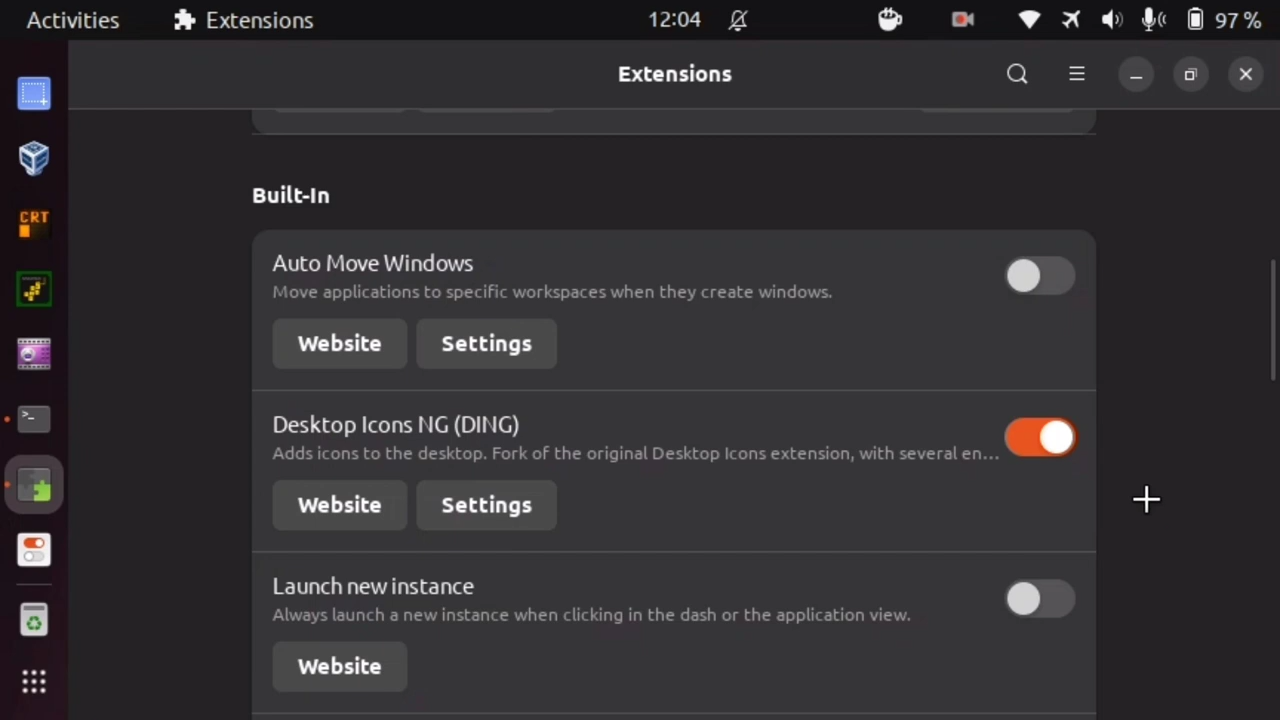 Activities Extensions 12:04 97 %
Extensions
Built-In
Auto Move Windows
Move applications to specific workspaces when they create windows.
Website Settings
Desktop Icons NG (DING)
Adds icons to the desktop. Fork of the original Desktop Icons extension, with several en...
Website Settings
CRT
Launch new instance
Always launch a new instance when clicking in the dash or the application view.
Website